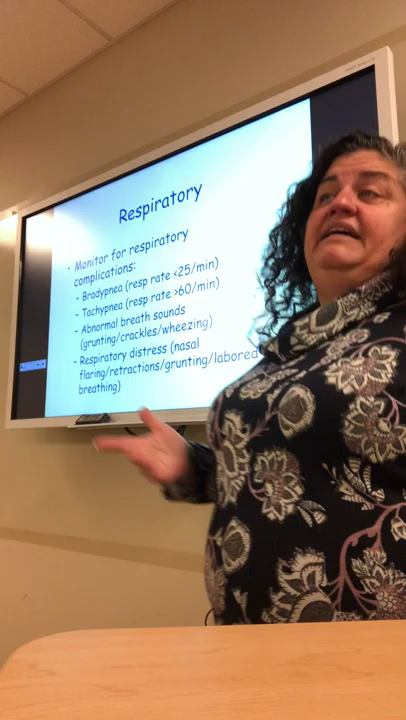 Respiratory
• Monitor for respiratory
complications:
- Bradypnea (resp rate <25/min)
- Tachypnea (resp rate >60/min)
- Abnormal breath sounds
(grunting/crackles/wheezing)
- Respiratory distress (nasal
flaring/retractions/grunting/labored
breathing)